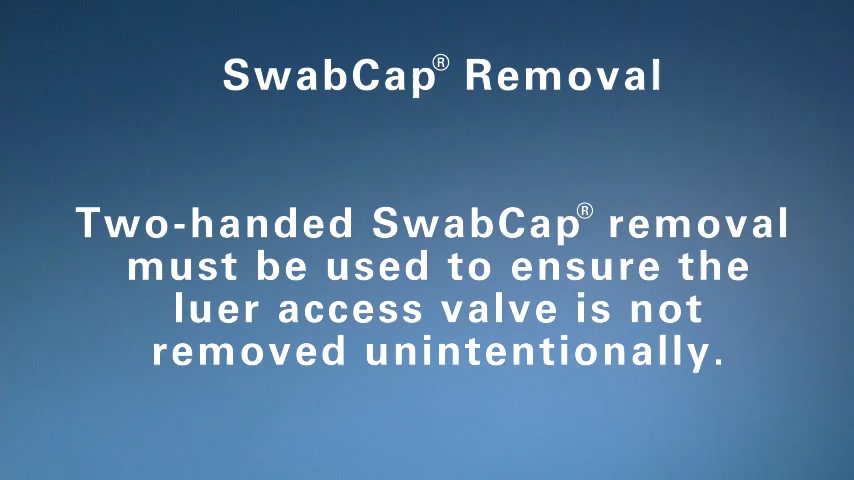 SwabCap® Removal
Two-handed SwabCap® removal
must be used to ensure the
luer access valve is not
removed unintentionally.